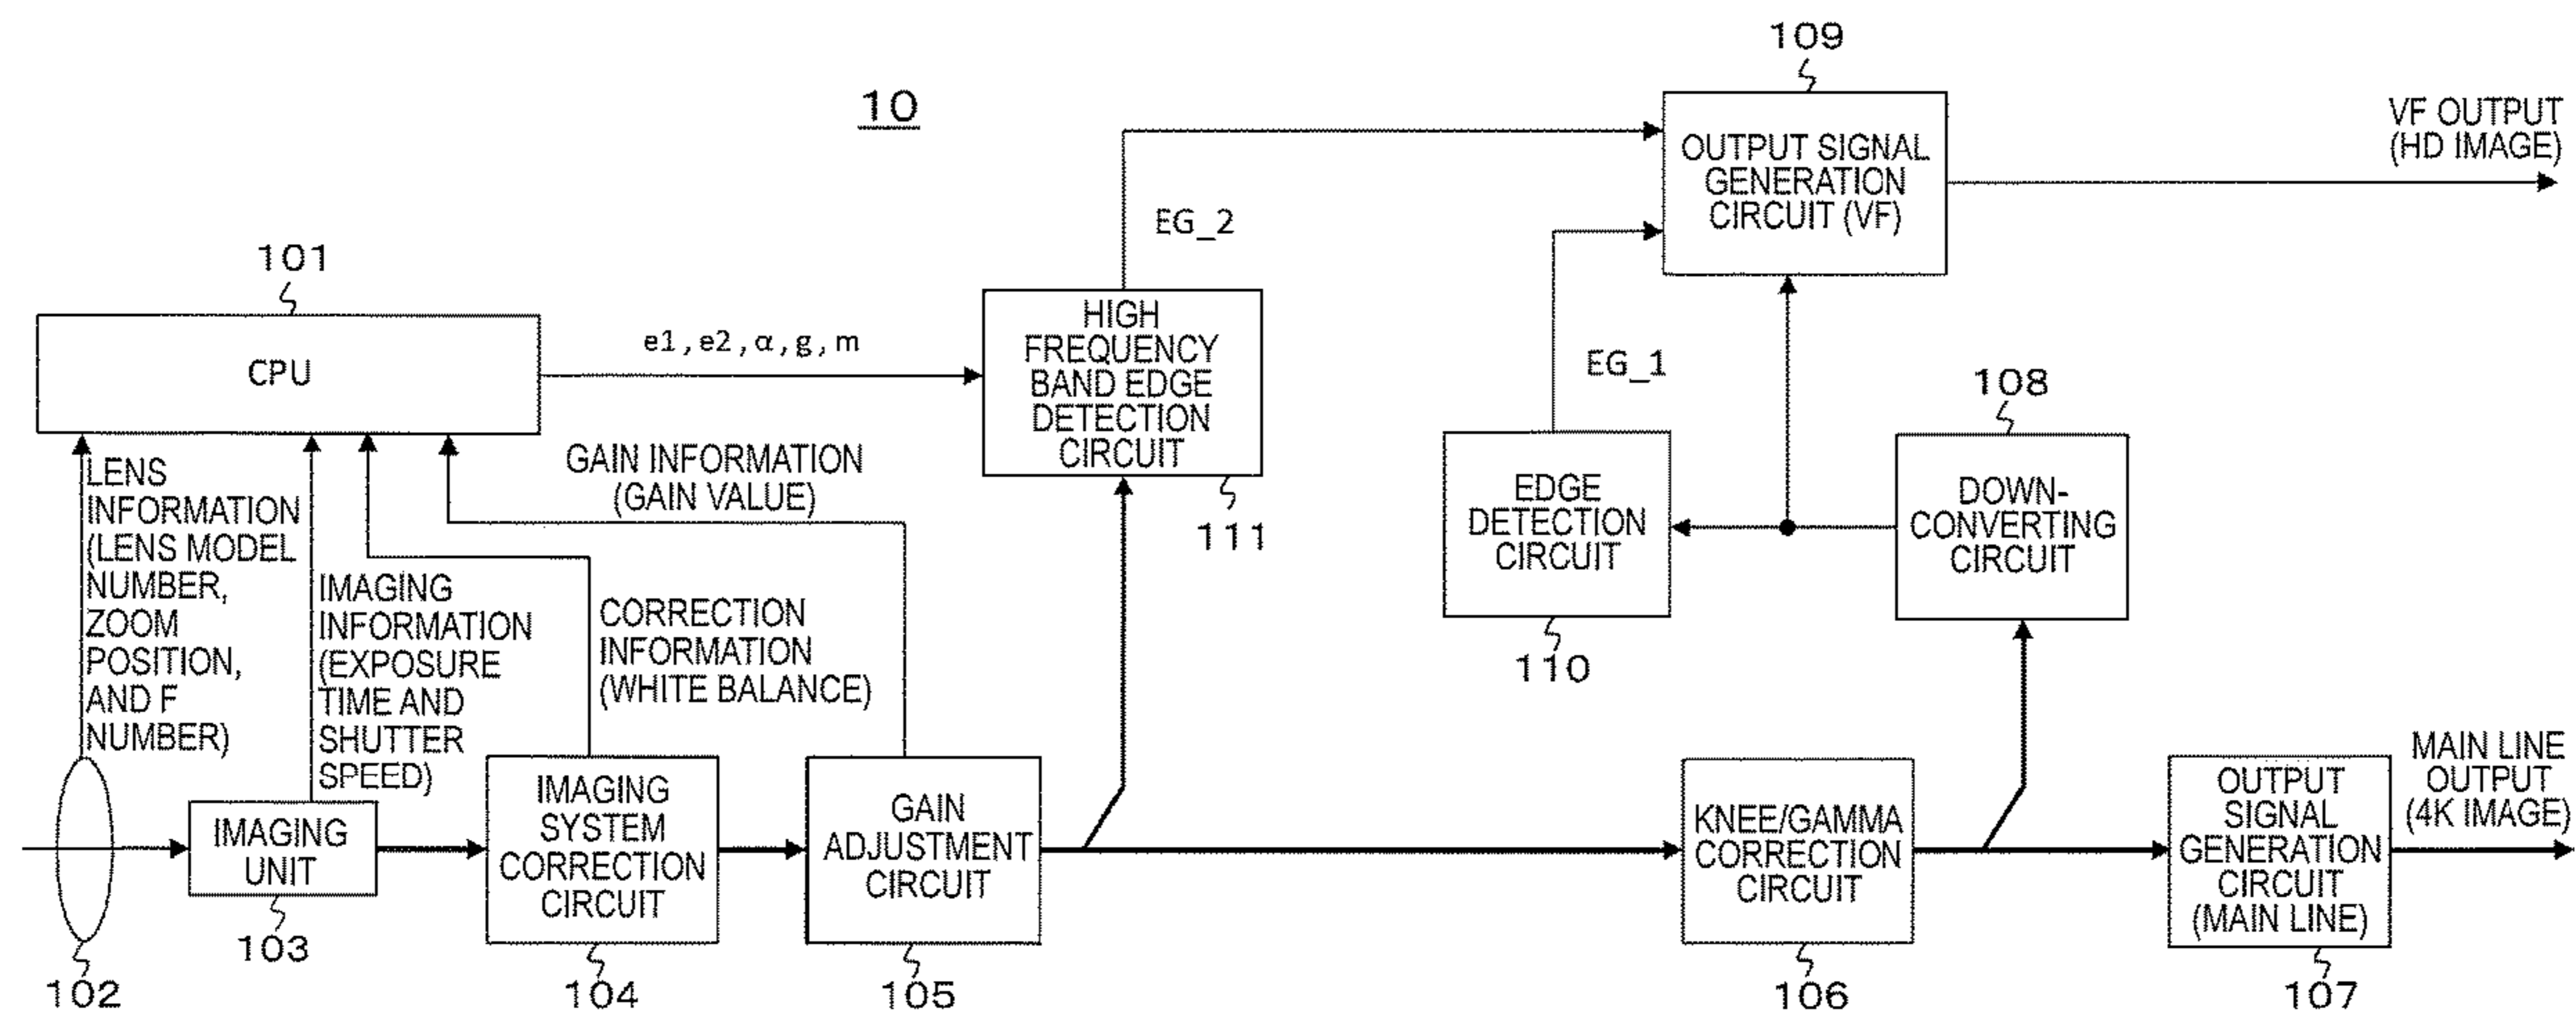 109
10
VF OUTPUT
(HD IMAGE)
OUTPUT SIGNAL
GENERATION
CIRCUIT (VF)
EG_2
101
CPU
e1, e2, α, g, m
HIGH
FREQUENCY
BAND EDGE
DETECTION
CIRCUIT
111
EG_1
108
EDGE
DETECTION
CIRCUIT
110
DOWN-
CONVERTING
CIRCUIT
LENS
INFORMATION
(LENS MODEL
NUMBER,
ZOOM
POSITION,
AND F
NUMBER)
IMAGING
INFORMATION
(EXPOSURE
TIME AND
SHUTTER
SPEED)
GAIN INFORMATION
(GAIN VALUE)
CORRECTION
INFORMATION
(WHITE BALANCE)
102
IMAGING
UNIT
103
IMAGING
SYSTEM
CORRECTION
CIRCUIT
104
GAIN
ADJUSTMENT
CIRCUIT
105
KNEE/GAMMA
CORRECTION
CIRCUIT
106
OUTPUT
SIGNAL
GENERATION
CIRCUIT
(MAIN LINE)
107
MAIN LINE
OUTPUT
(4K IMAGE)